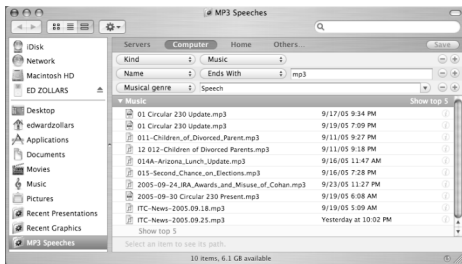 MP3 Speeches
Servers Computer Home Others... Save
Kind Music
Name Ends With mp3
Musical genre Speech
Music Show top 5
01 Circular 230 Update.mp3 9/17/05 9:34 PM
01 Circular 230 Update.mp3 9/19/05 7:09 PM
011-Children_of_Divorced_Parent.mp3 9/11/05 9:27 PM
12 012-Children of Divorced Parents.mp3 9/11/05 9:18 PM
014A-Arizona_Lunch_Update.mp3 9/16/05 11:47 AM
015-Second_Chance_on_Elections.mp3 9/16/05 7:28 PM
2005-09-24_IRA_Awards_and_Misuse_of_Cohan.mp3 9/23/05 11:27 PM
2005-09-30 Circular 230 Present.mp3 9/19/05 6:08 AM
ITC-News-2005.09.18.mp3 9/19/05 5:09 AM
ITC-News-2005.09.25.mp3 Yesterday at 10:02 PM
Show top 5
Select an item to see its path.
10 items, 6.1 GB available
iDisk
Network
Macintosh HD
ED ZOLLARS
Desktop
edwardzollars
Applications
Documents
Movies
Music
Pictures
Recent Presentations
Recent Graphics
MP3 Speeches